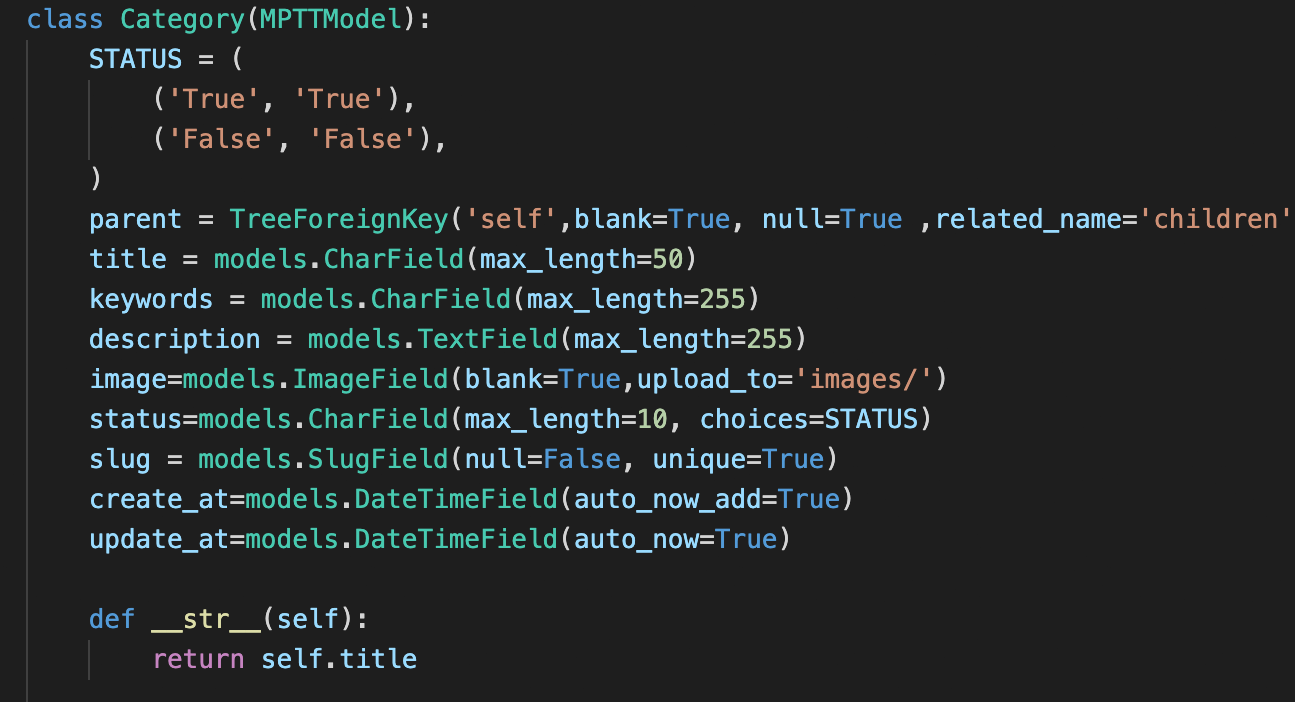 class Category(MPTTModel):
    STATUS = (
        ('True', 'True'),
        ('False', 'False'),
    )
    parent = TreeForeignKey('self',blank=True, null=True ,related_name='children'
    title = models.CharField(max_length=50)
    keywords = models.CharField(max_length=255)
    description = models.TextField(max_length=255)
    image=models.ImageField(blank=True,upload_to='images/')
    status=models.CharField(max_length=10, choices=STATUS)
    slug = models.SlugField(null=False, unique=True)
    create_at=models.DateTimeField(auto_now_add=True)
    update_at=models.DateTimeField(auto_now=True)

    def __str__(self):
        return self.title